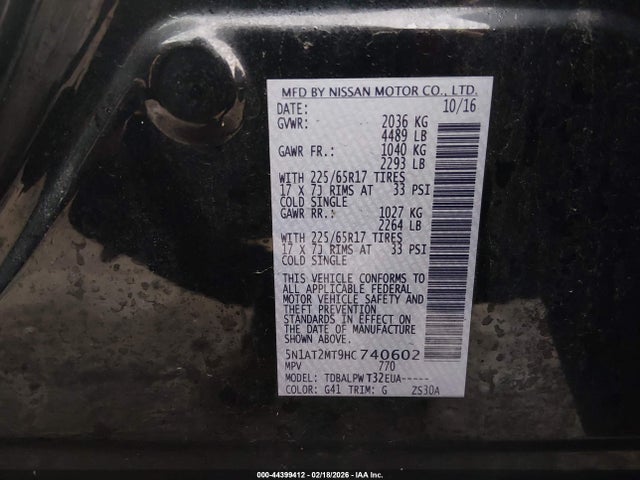 MFD BY NISSAN MOTOR CO., LTD.
DATE: 10/16
GVWR: 2036 KG
4489 LB
GAWR FR.: 1040 KG
2293 LB
WITH 225/65R17 TIRES
17 X 7J RIMS AT 33 PSI
COLD SINGLE
GAWR RR.: 1027 KG
2264 LB
WITH 225/65R17 TIRES
17 X 7J RIMS AT 33 PSI
COLD SINGLE
THIS VEHICLE CONFORMS TO
ALL APPLICABLE FEDERAL
MOTOR VEHICLE SAFETY AND
THEFT PREVENTION
STANDARDS IN EFFECT ON
THE DATE OF MANUFACTURE
SHOWN ABOVE.
5N1AT2MT9HC740602
MPV 770
MODEL: TDBALPW T32EUA-----
COLOR: G41 TRIM: G ZS30A
000-44399412 - 02/18/2026 - IAA Inc.